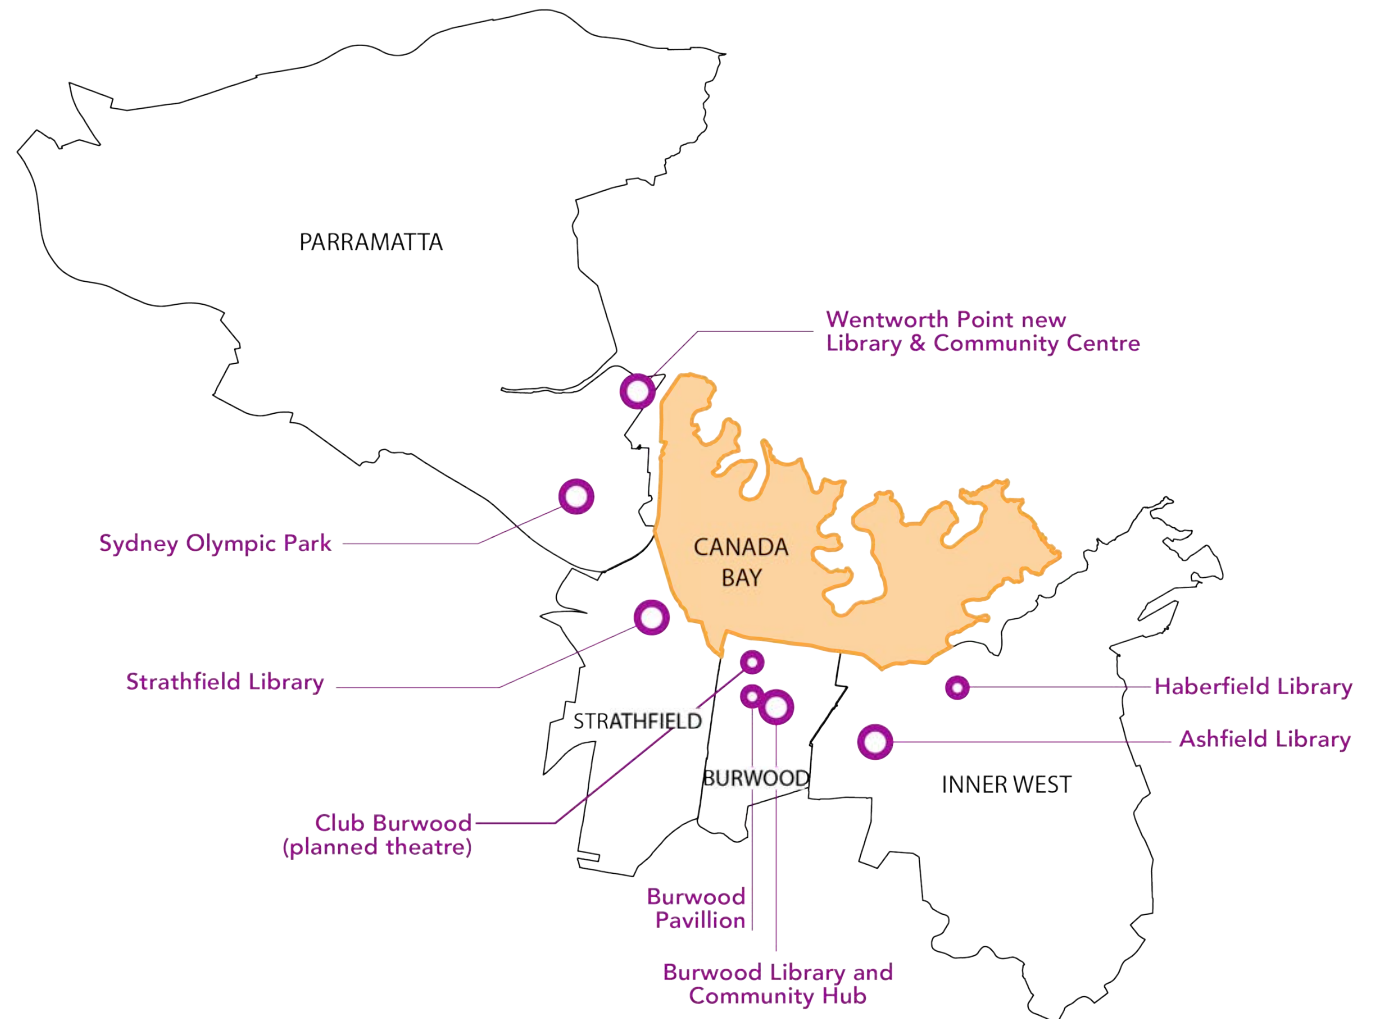 PARRAMATTA
Wentworth Point new
Library & Community Centre
Sydney Olympic Park
CANADA
BAY
Strathfield Library
Haberfield Library
STRATHFIELD
Ashfield Library
BURWOOD
INNER WEST
Club Burwood
(planned theatre)
Burwood
Pavillion
Burwood Library and
Community Hub